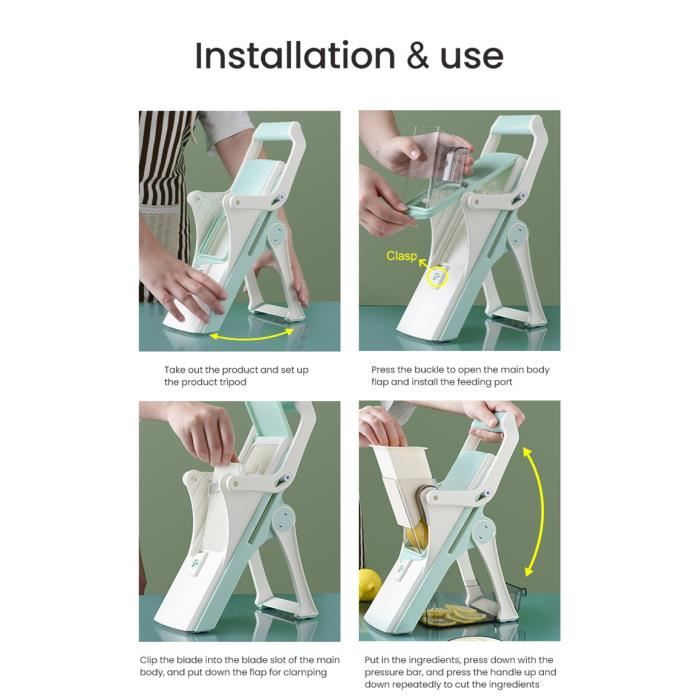 Installation & use
Clasp
Take out the product and set up
the product tripod
Press the buckle to open the main body
flap and install the feeding port
Clip the blade into the blade slot of the main
body, and put down the flap for clamping
Put in the ingredients, press down with the
pressure bar, and press the handle up and
down repeatedly to cut the ingredients